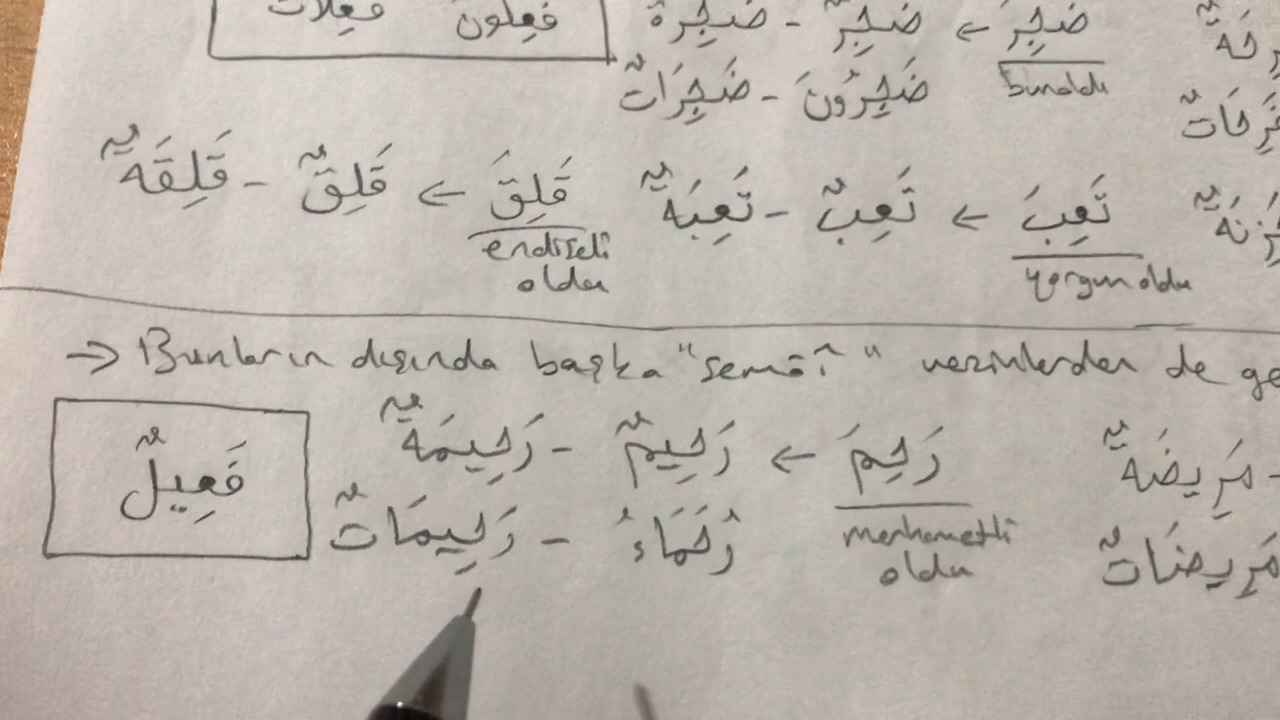 فَعِلُونَ فَعِلَاتٌ
ضَجِرَ ← ضَجِرٌ - ضَجِرَةٌ
bunaldı
ضَجِرُونَ - ضَجِرَاتٌ
تَعِبَ ← تَعِبٌ - تَعِبَةٌ
yorgun oldu
قَلِقَ ← قَلِقٌ - قَلِقَةٌ
endişeli
oldu
→ Bunların dışında başka "semâî" vezinlerden de
مَرِيضَةٌ
رَحِمَ ← رَحِيمٌ - رَحِيمَةٌ
merhametli
oldu
مَرِيضَاتٌ
رُحَمَاءُ - رَحِيمَاتٌ
فَعِيلٌ